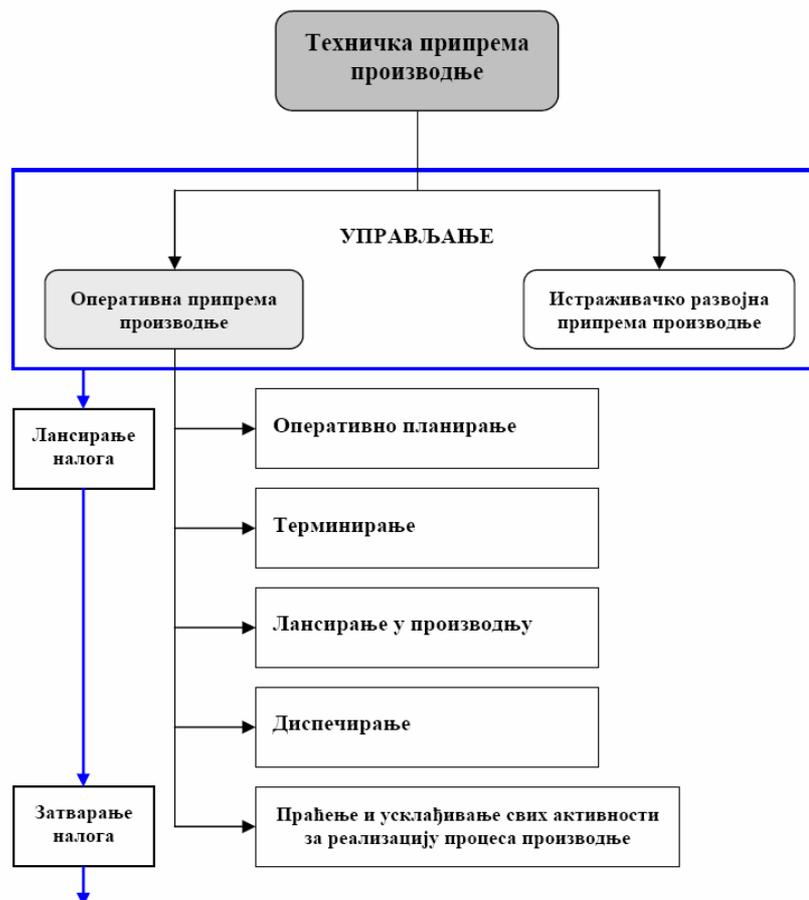 Техничка припрема
производње
УПРАВЉАЊЕ
Оперативна припрема
производње
Истраживачко развојна
припрема производње
Лансирање
налога
Оперативно планирање
Терминирање
Лансирање у производњу
Диспечирање
Затварање
налога
Праћење и усклађивање свих активности
за реализацију процеса производње